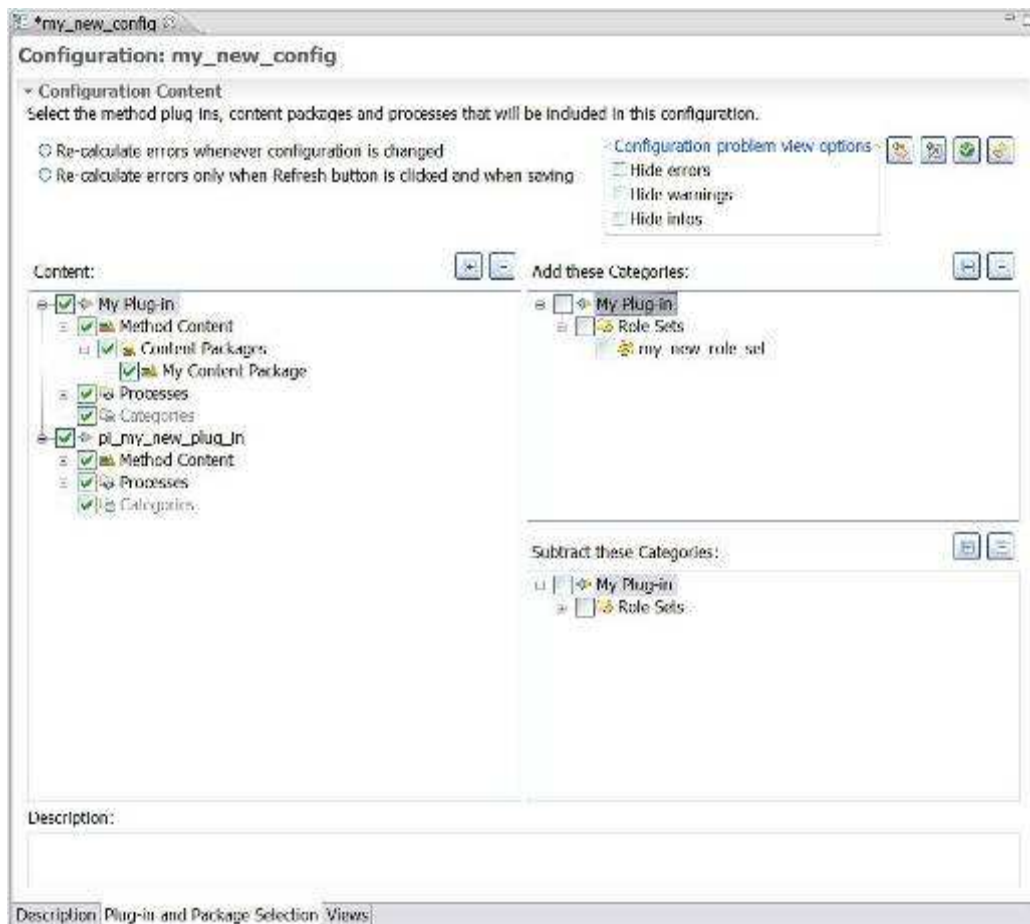 *my_new_config
Configuration: my_new_config
Configuration Content
Select the method plug ins, content packages and processes that will be included in this configuration.
Re-calculate errors whenever configuration is changed
Re-calculate errors only when Refresh button is clicked and when saving
Configuration problem view options
Hide errors
Hide warnings
Hide infos
Content:
My Plug-in
Method Content
Content Packages
My Content Package
Processes
Categories
pi_my_new_plug_in
Method Content
Processes
Categories
Add these Categories:
My Plug-in
Role Sets
my_new_role_set
Subtract these Categories:
My Plug-in
Role Sets
Description:
Description Plug-in and Package Selection Views